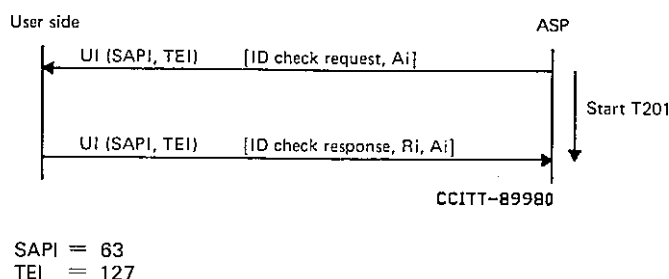 User side
ASP
UI (SAPI, TEI) [ID check request, Ai]
Start T201
UI (SAPI, TEI) [ID check response, Ri, Ai]
CCITT-89980
SAPI = 63
TEI = 127